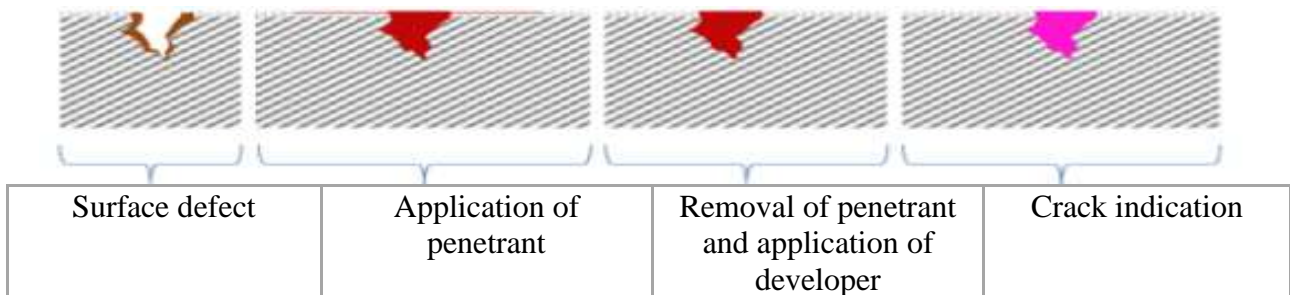 Surface defect
Application of
penetrant
Removal of penetrant
and application of
developer
Crack indication